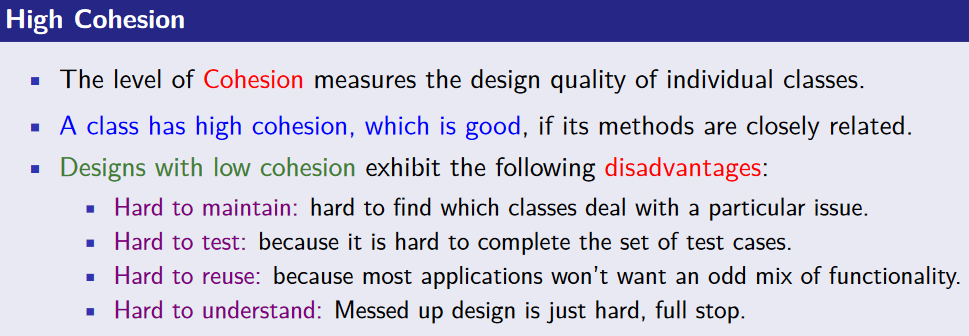 High Cohesion
The level of Cohesion measures the design quality of individual classes.
A class has high cohesion, which is good, if its methods are closely related.
Designs with low cohesion exhibit the following disadvantages:
Hard to maintain: hard to find which classes deal with a particular issue.
Hard to test: because it is hard to complete the set of test cases.
Hard to reuse: because most applications won't want an odd mix of functionality.
Hard to understand: Messed up design is just hard, full stop.